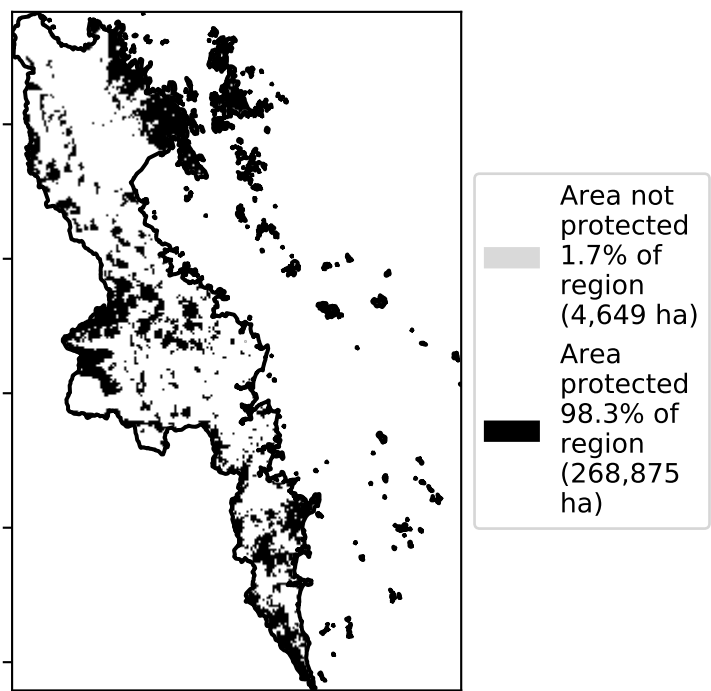 Area not
protected
1.7% of
region
(4,649 ha)
Area
protected
98.3% of
region
(268,875
ha)